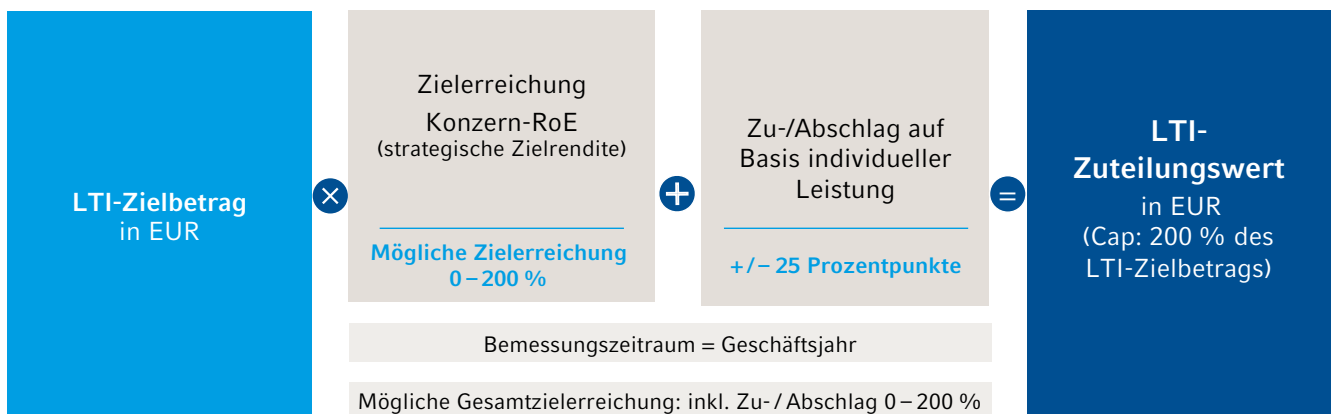 LTI-Zielbetrag
in EUR
×
Zielerreichung
Konzern-RoE
(strategische Zielrendite)
Mögliche Zielerreichung
0 – 200 %
+
Zu-/Abschlag auf
Basis individueller
Leistung
+/– 25 Prozentpunkte
=
LTI-
Zuteilungswert
in EUR
(Cap: 200 % des
LTI-Zielbetrags)
Bemessungszeitraum = Geschäftsjahr
Mögliche Gesamtzielerreichung: inkl. Zu- / Abschlag 0 – 200 %